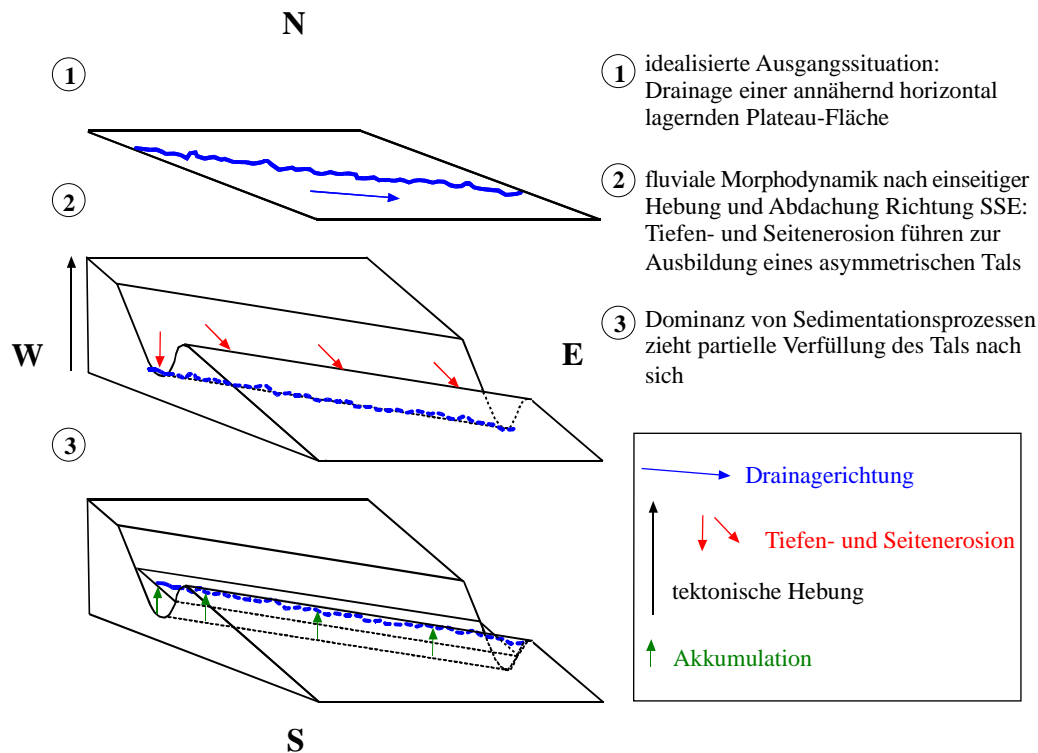 N
1
2
W
E
3
S
1 idealisierte Ausgangssituation:
Drainage einer annähernd horizontal
lagernden Plateau-Fläche
2 fluviale Morphodynamik nach einseitiger
Hebung und Abdachung Richtung SSE:
Tiefen- und Seitenerosion führen zur
Ausbildung eines asymmetrischen Tals
3 Dominanz von Sedimentationsprozessen
zieht partielle Verfüllung des Tals nach
sich
Drainagerichtung
Tiefen- und Seitenerosion
tektonische Hebung
Akkumulation